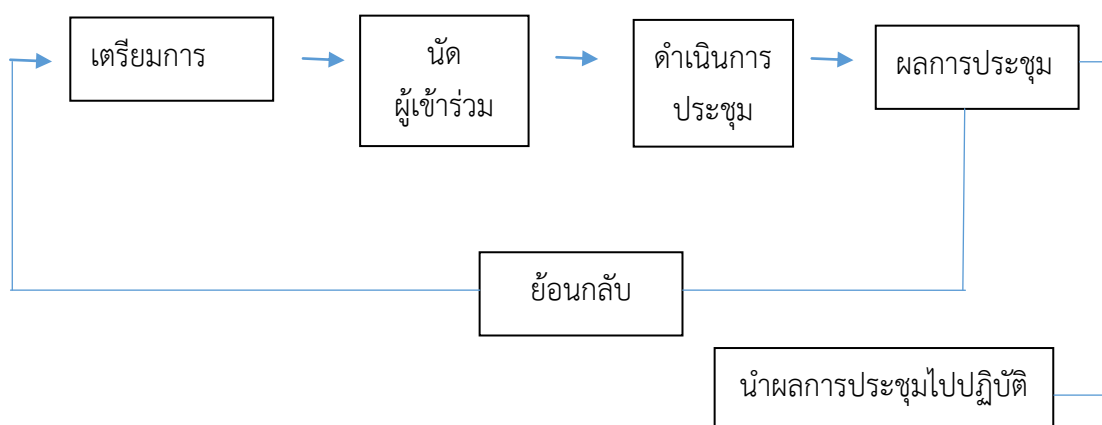 เตรียมการ
นัด
ผู้เข้าร่วม
ดำเนินการ
ประชุม
ผลการประชุม
ย้อนกลับ
นำผลการประชุมไปปฏิบัติ